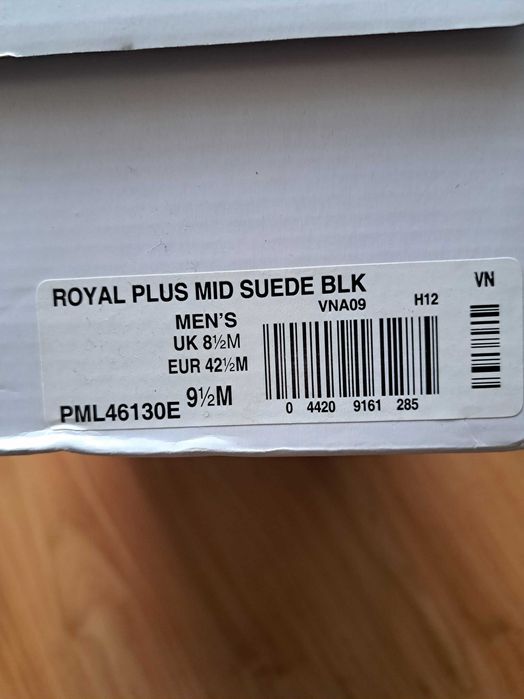 ROYAL PLUS MID SUEDE BLK
VN
MEN'S
VNA09
H12
UK 8½M
EUR 42½M
PML46130E
9½M
0 4420 9161 285